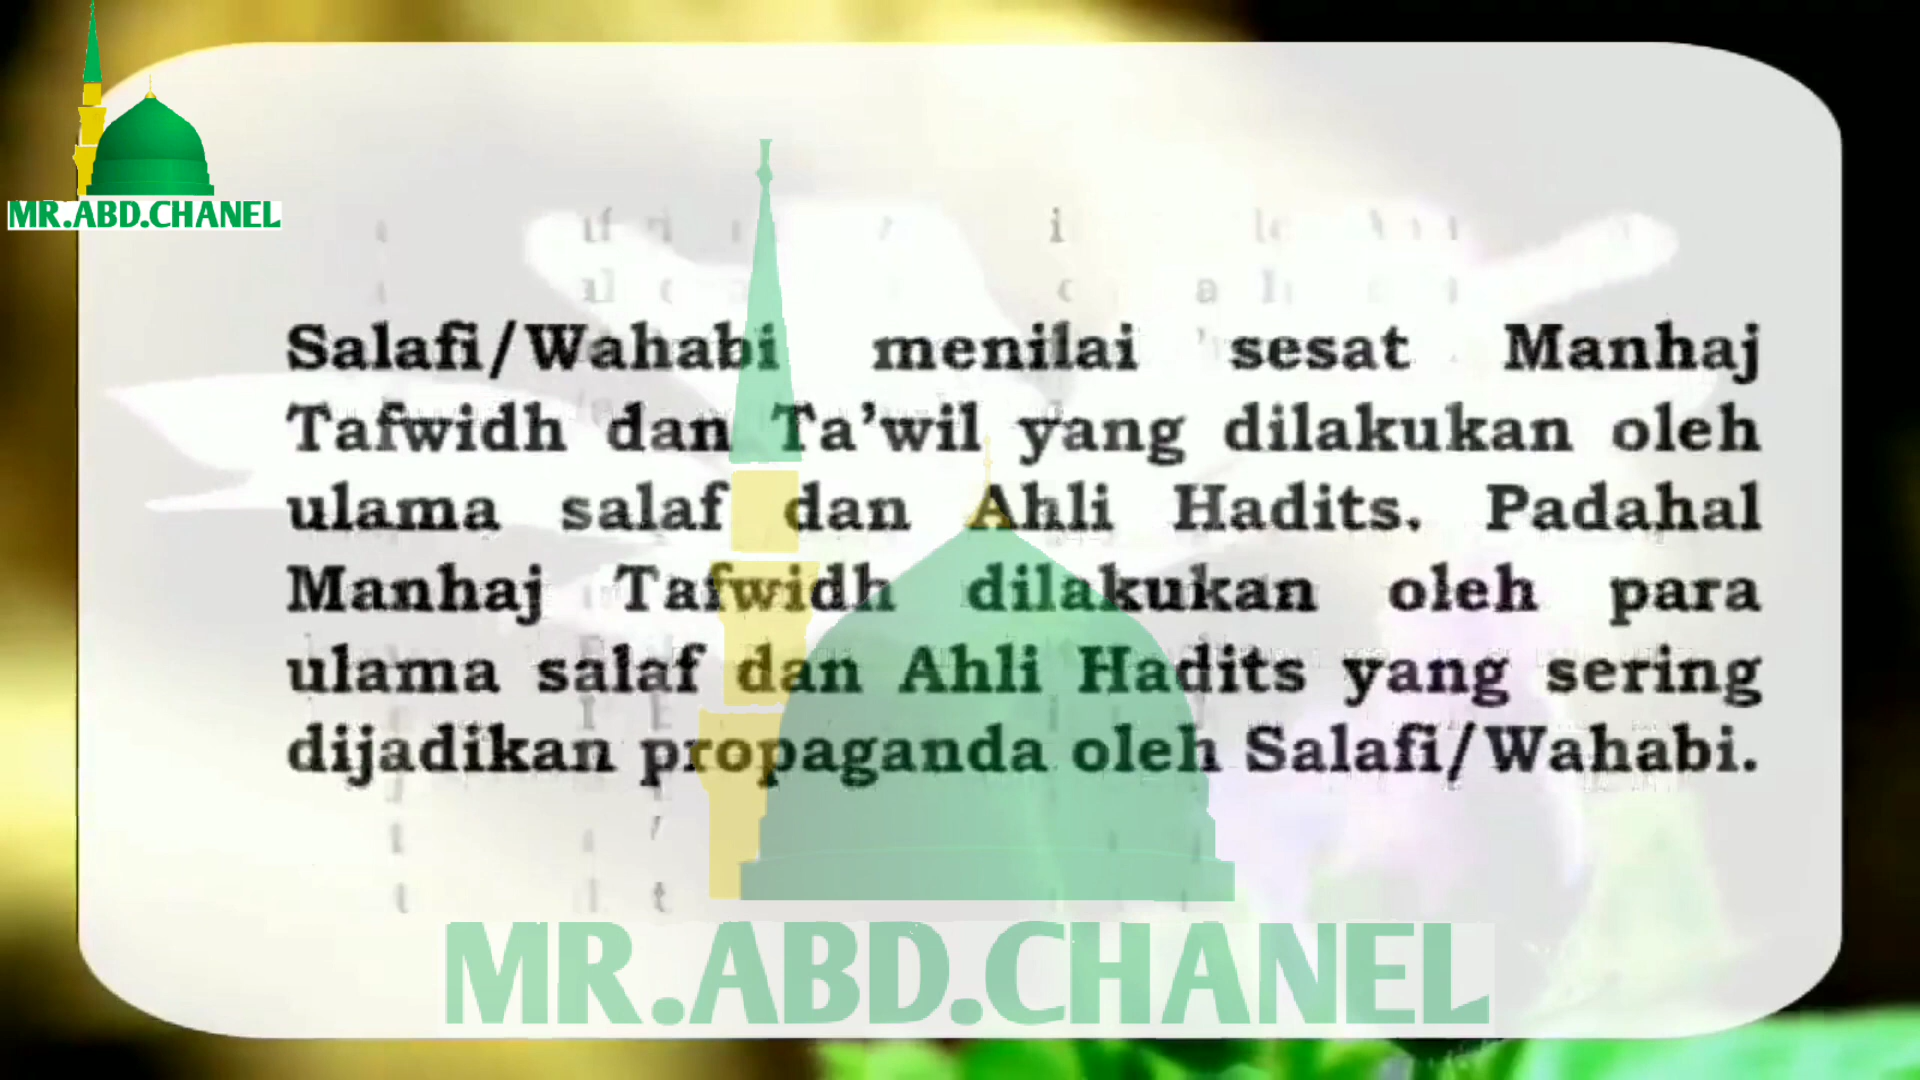 MR.ABD.CHANEL
Salafi/Wahabi menilai sesat Manhaj
Tafwidh dan Ta'wil yang dilakukan oleh
ulama salaf dan Ahli Hadits. Padahal
Manhaj Tafwidh dilakukan oleh para
ulama salaf dan Ahli Hadits yang sering
dijadikan propaganda oleh Salafi/Wahabi.
MR.ABD.CHANEL